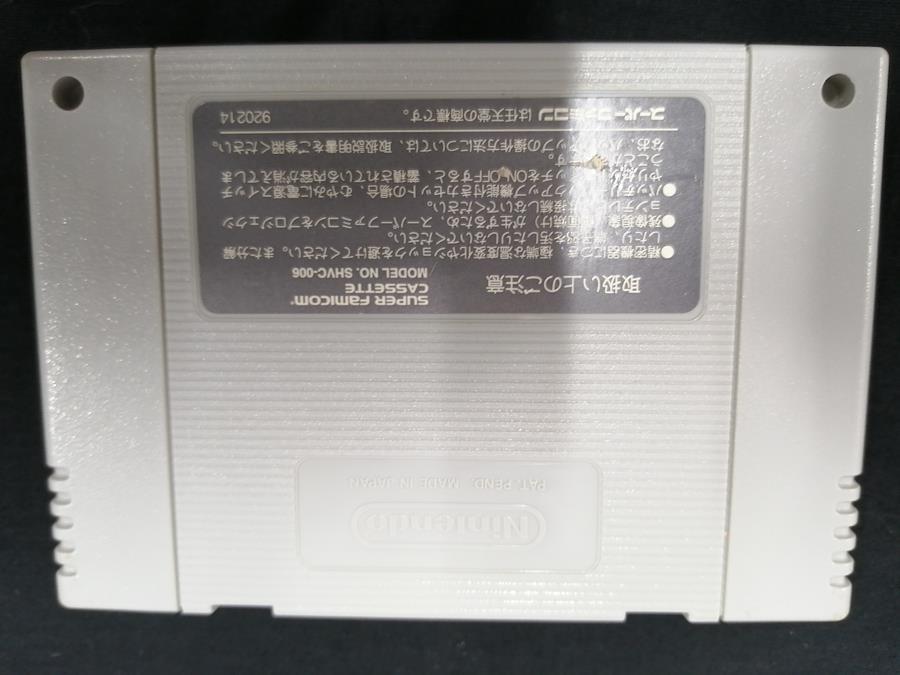 Nintendo
PAT. PEND. MADE IN JAPAN
取扱い上のご注意
SUPER Famicom
CASSETTE
MODEL NO. SHVC-006
●精密機器につき、極端な温度変化やショックを避けてください。また分解
したり、端子部を汚したりしないでください。
●残像現象(画面焼け)が生ずるため、スーパーファミコンをプロジェクシ
ョンテレビに接続しないでください。
●バッテリーバックアップ機能付きカセットの場合、むやみに電源スイッチ
やリセットスイッチをON/OFFすると、蓄積されている内容が消えてしま
うことがあります。
なお、バックアップの操作方法については、取扱説明書をご参照ください。
スーパーファミコンは任天堂の商標です。 920214